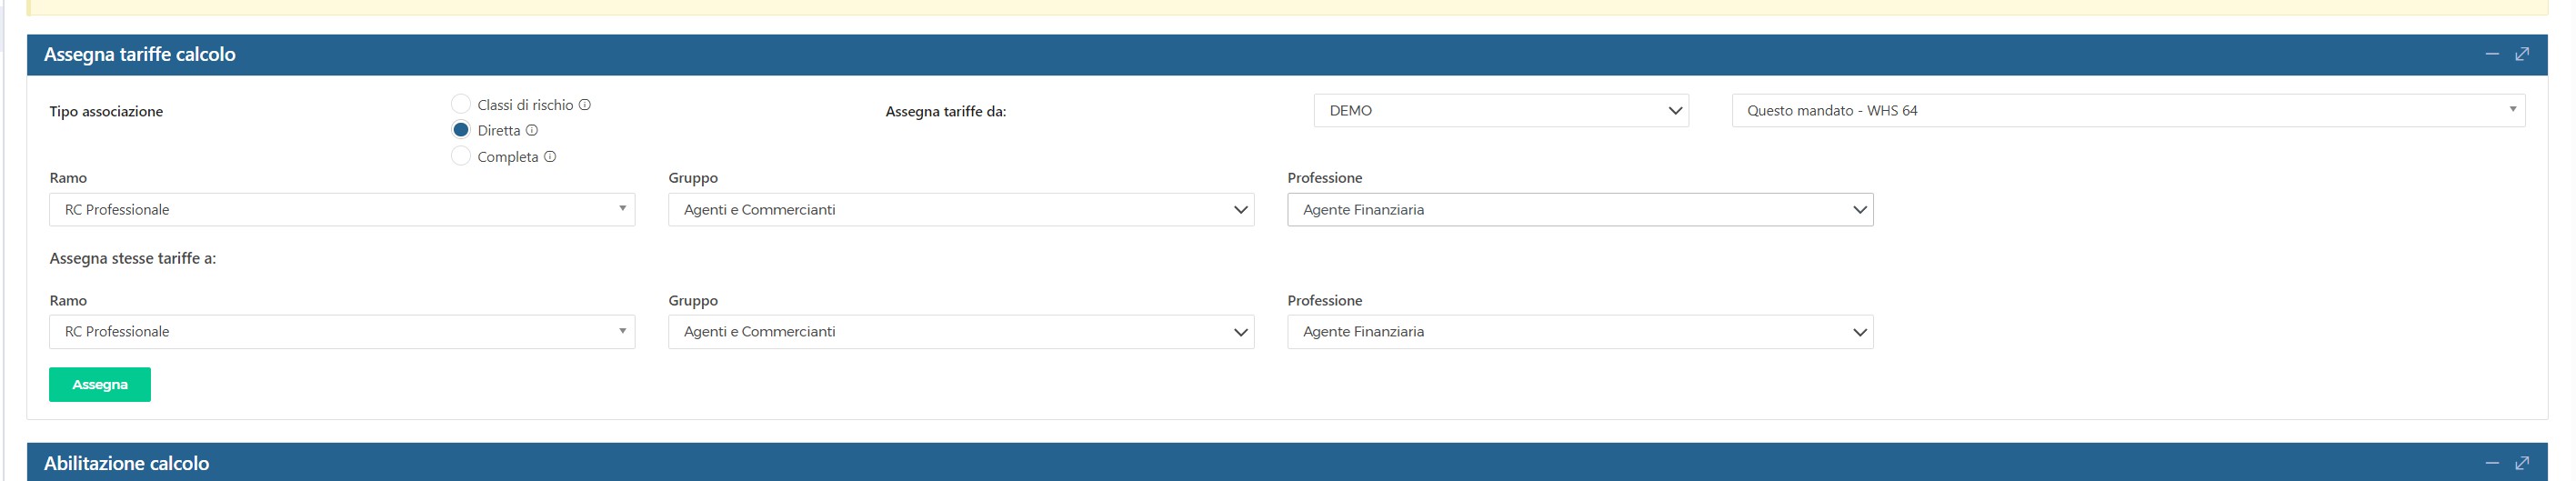 Assegna tariffe calcolo
Tipo associazione
Classi di rischio
Diretta
Completa
Assegna tariffe da:
DEMO
Questo mandato - WHS 64
Ramo
Gruppo
Professione
RC Professionale
Agenti e Commercianti
Agente Finanziaria
Assegna stesse tariffe a:
Ramo
Gruppo
Professione
RC Professionale
Agenti e Commercianti
Agente Finanziaria
Assegna
Abilitazione calcolo